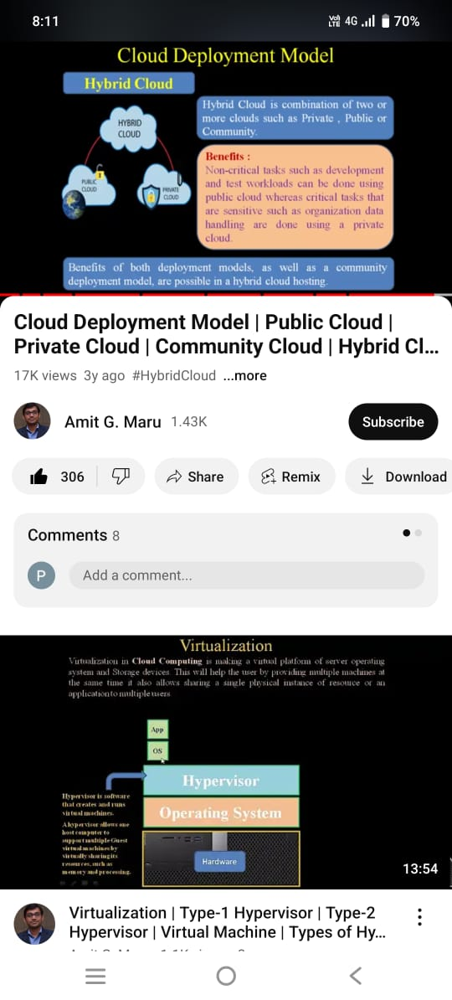 8:11
Vo)
LTE 4G 70%
Cloud Deployment Model
Hybrid Cloud
HYBRID
CLOUD
PUBLIC
CLOUD
PRIVATE
CLOUD
Hybrid Cloud is combination of two or
more clouds such as Private , Public or
Community.
Benefits :
Non-critical tasks such as development
and test workloads can be done using
public cloud whereas critical tasks that
are sensitive such as organization data
handling are done using a private
cloud.
Benefits of both deployment models, as well as a community
deployment model, are possible in a hybrid cloud hosting.
Cloud Deployment Model | Public Cloud |
Private Cloud | Community Cloud | Hybrid Cl...
17K views 3y ago #HybridCloud ...more
Amit G. Maru 1.43K
Subscribe
306
Share
Remix
Download
Comments 8
P
Add a comment...
Virtualization
Virtualization in Cloud Computing is making a virtual platform of server operating
system and Storage devices. This will help the user by providing multiple machines at
the same time it also allows sharing a single physical instance of resource or an
application to multiple users.
App
OS
Hypervisor
Operating System
Hardware
Hypervisor is software
that creates and runs
virtual machines.
A hypervisor allows one
host computer to
support multiple Guest
virtual machines by
virtually sharing its
resources, such as
memory and processing.
13:54
Virtualization | Type-1 Hypervisor | Type-2
Hypervisor | Virtual Machine | Types of Hy...